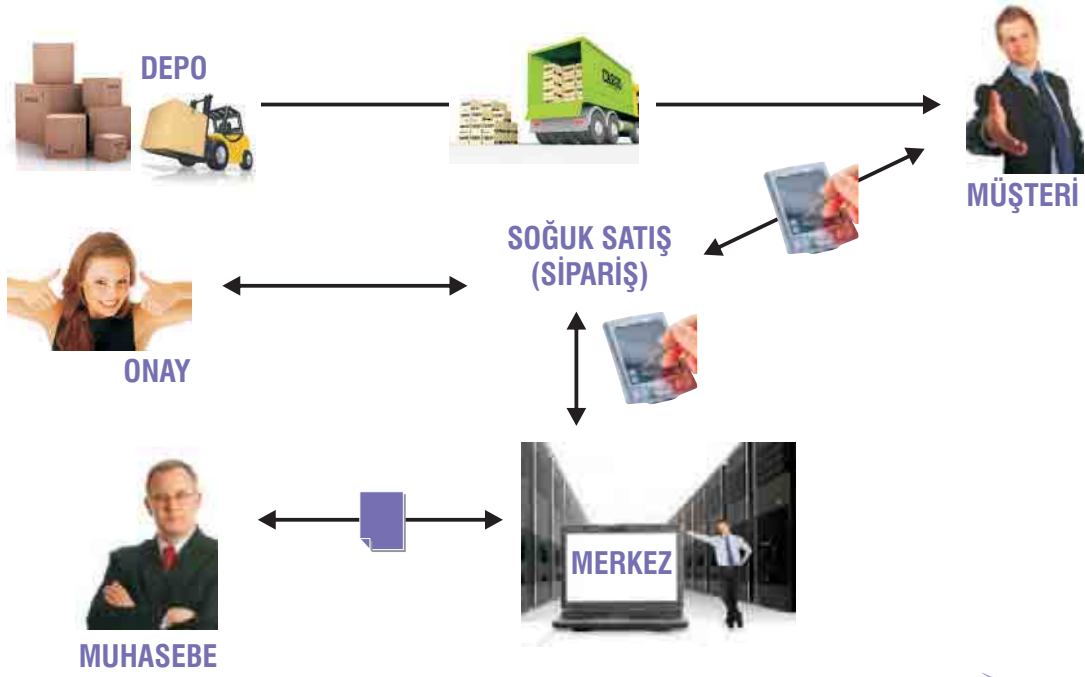 DEPO
MÜŞTERİ
SOĞUK SATIŞ
(SİPARİŞ)
ONAY
MERKEZ
MUHASEBE